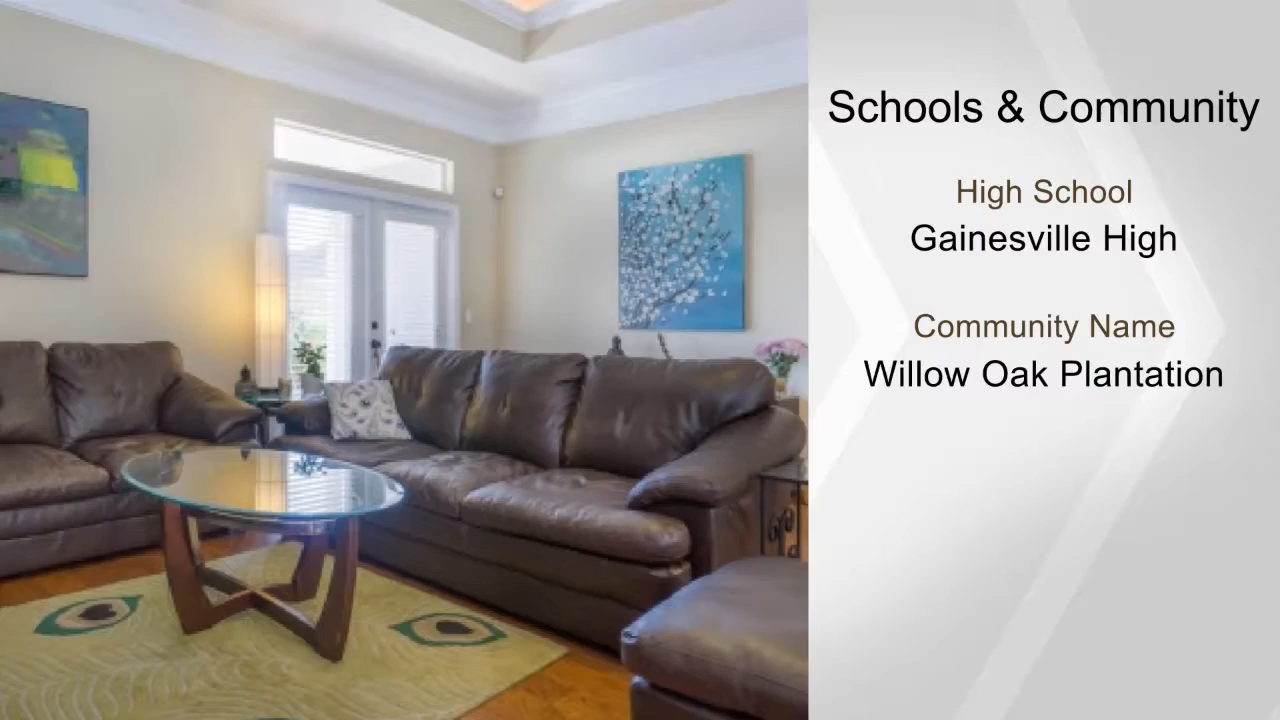 Schools & Community
High School
Gainesville High
Community Name
Willow Oak Plantation